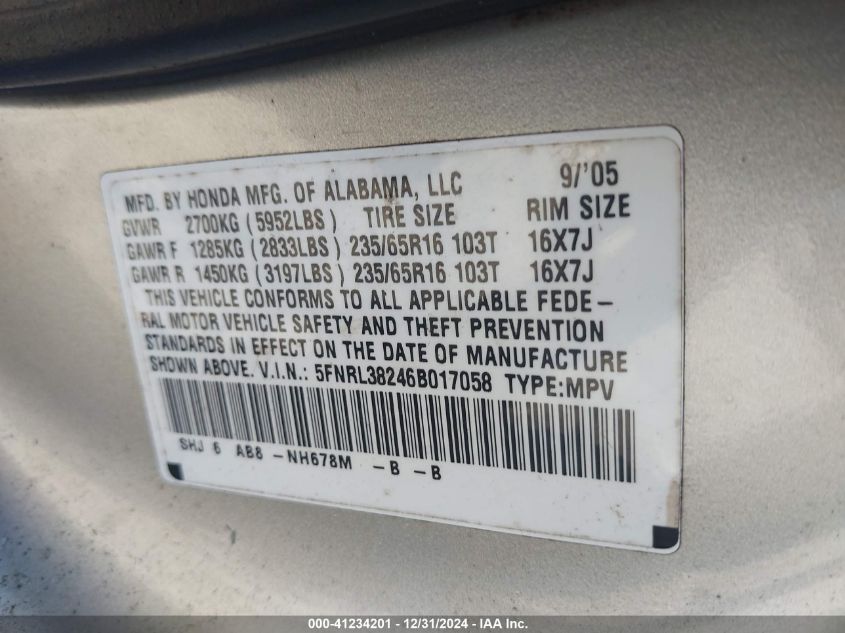 MFD. BY HONDA MFG. OF ALABAMA, LLC 9/'05
GVWR 2700KG (5952LBS) TIRE SIZE RIM SIZE
GAWR F 1285KG (2833LBS) 235/65R16 103T 16X7J
GAWR R 1450KG (3197LBS) 235/65R16 103T 16X7J
THIS VEHICLE CONFORMS TO ALL APPLICABLE FEDE-
RAL MOTOR VEHICLE SAFETY AND THEFT PREVENTION
STANDARDS IN EFFECT ON THE DATE OF MANUFACTURE
SHOWN ABOVE. V.I.N.: 5FNRL38246B017058 TYPE:MPV
SHJ 6 AB8 -NH678M -B -B
000-41234201 - 12/31/2024 - IAA Inc.